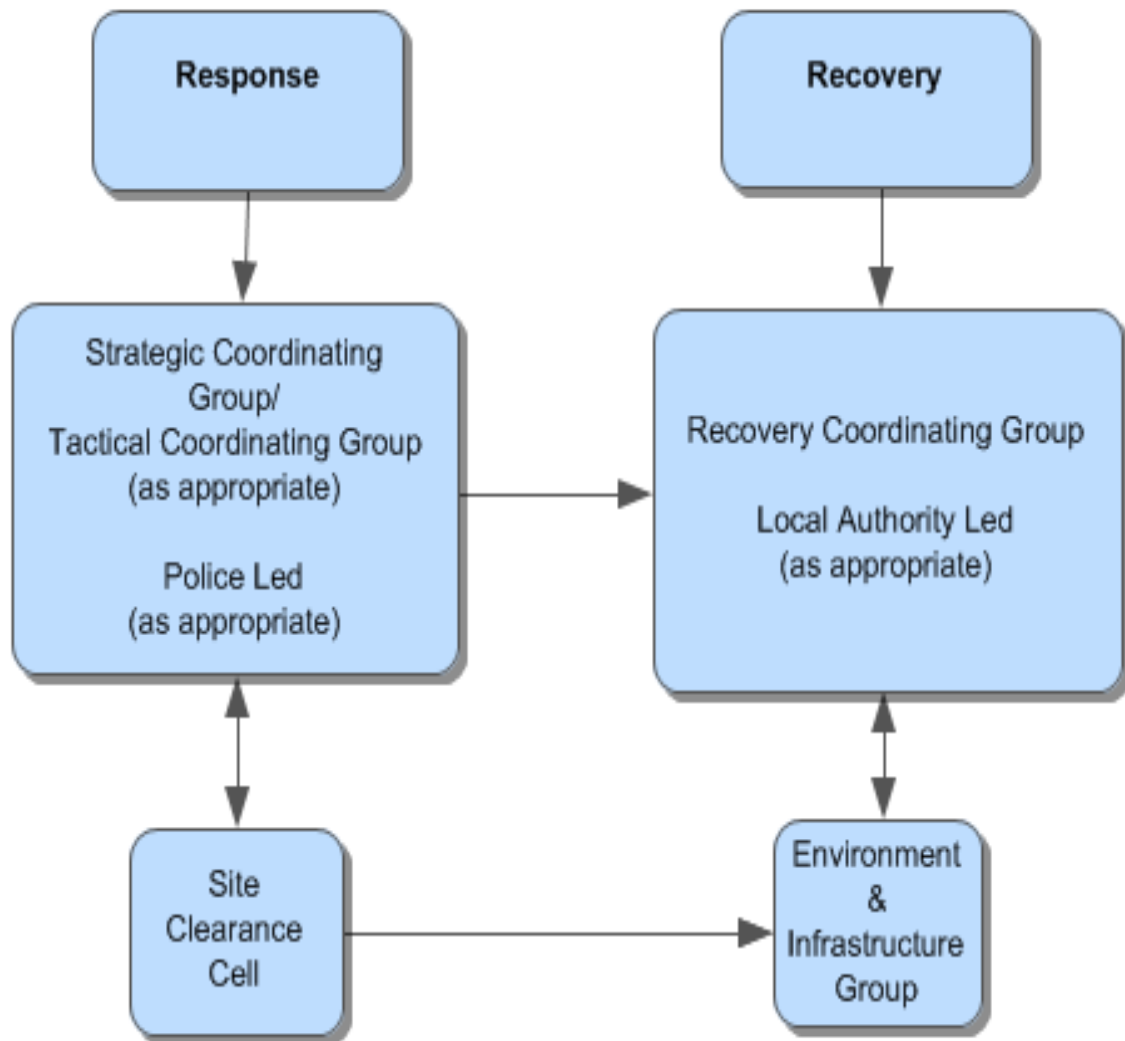 Response
Recovery
Strategic Coordinating
Group/
Tactical Coordinating Group
(as appropriate)
Police Led
(as appropriate)
Recovery Coordinating Group
Local Authority Led
(as appropriate)
Site
Clearance
Cell
Environment
&
Infrastructure
Group